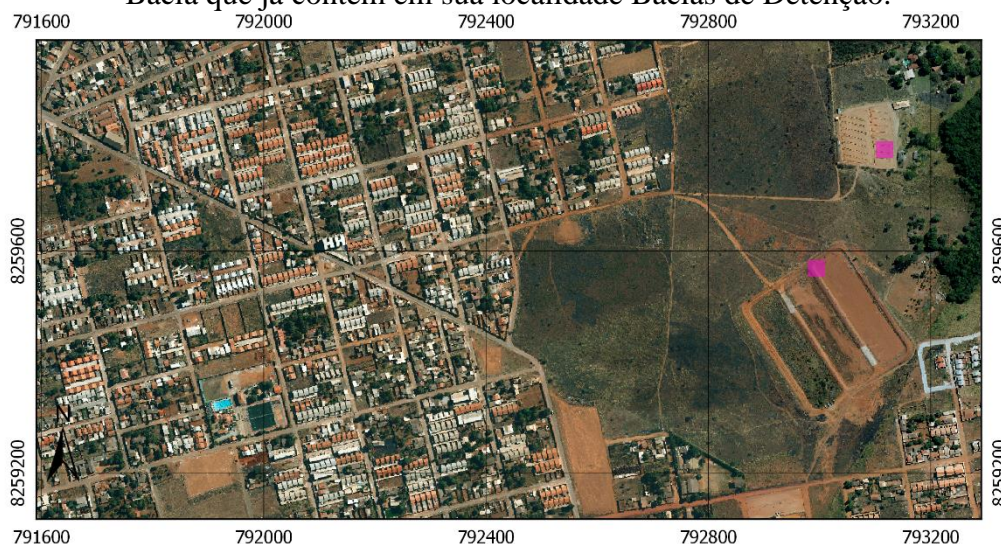 Bacia que já contém em sua localidade Bacias de Detenção.
791600 792000 792400 792800 793200
8259600 8259600
N
8259200 8259200
791600 792000 792400 792800 793200